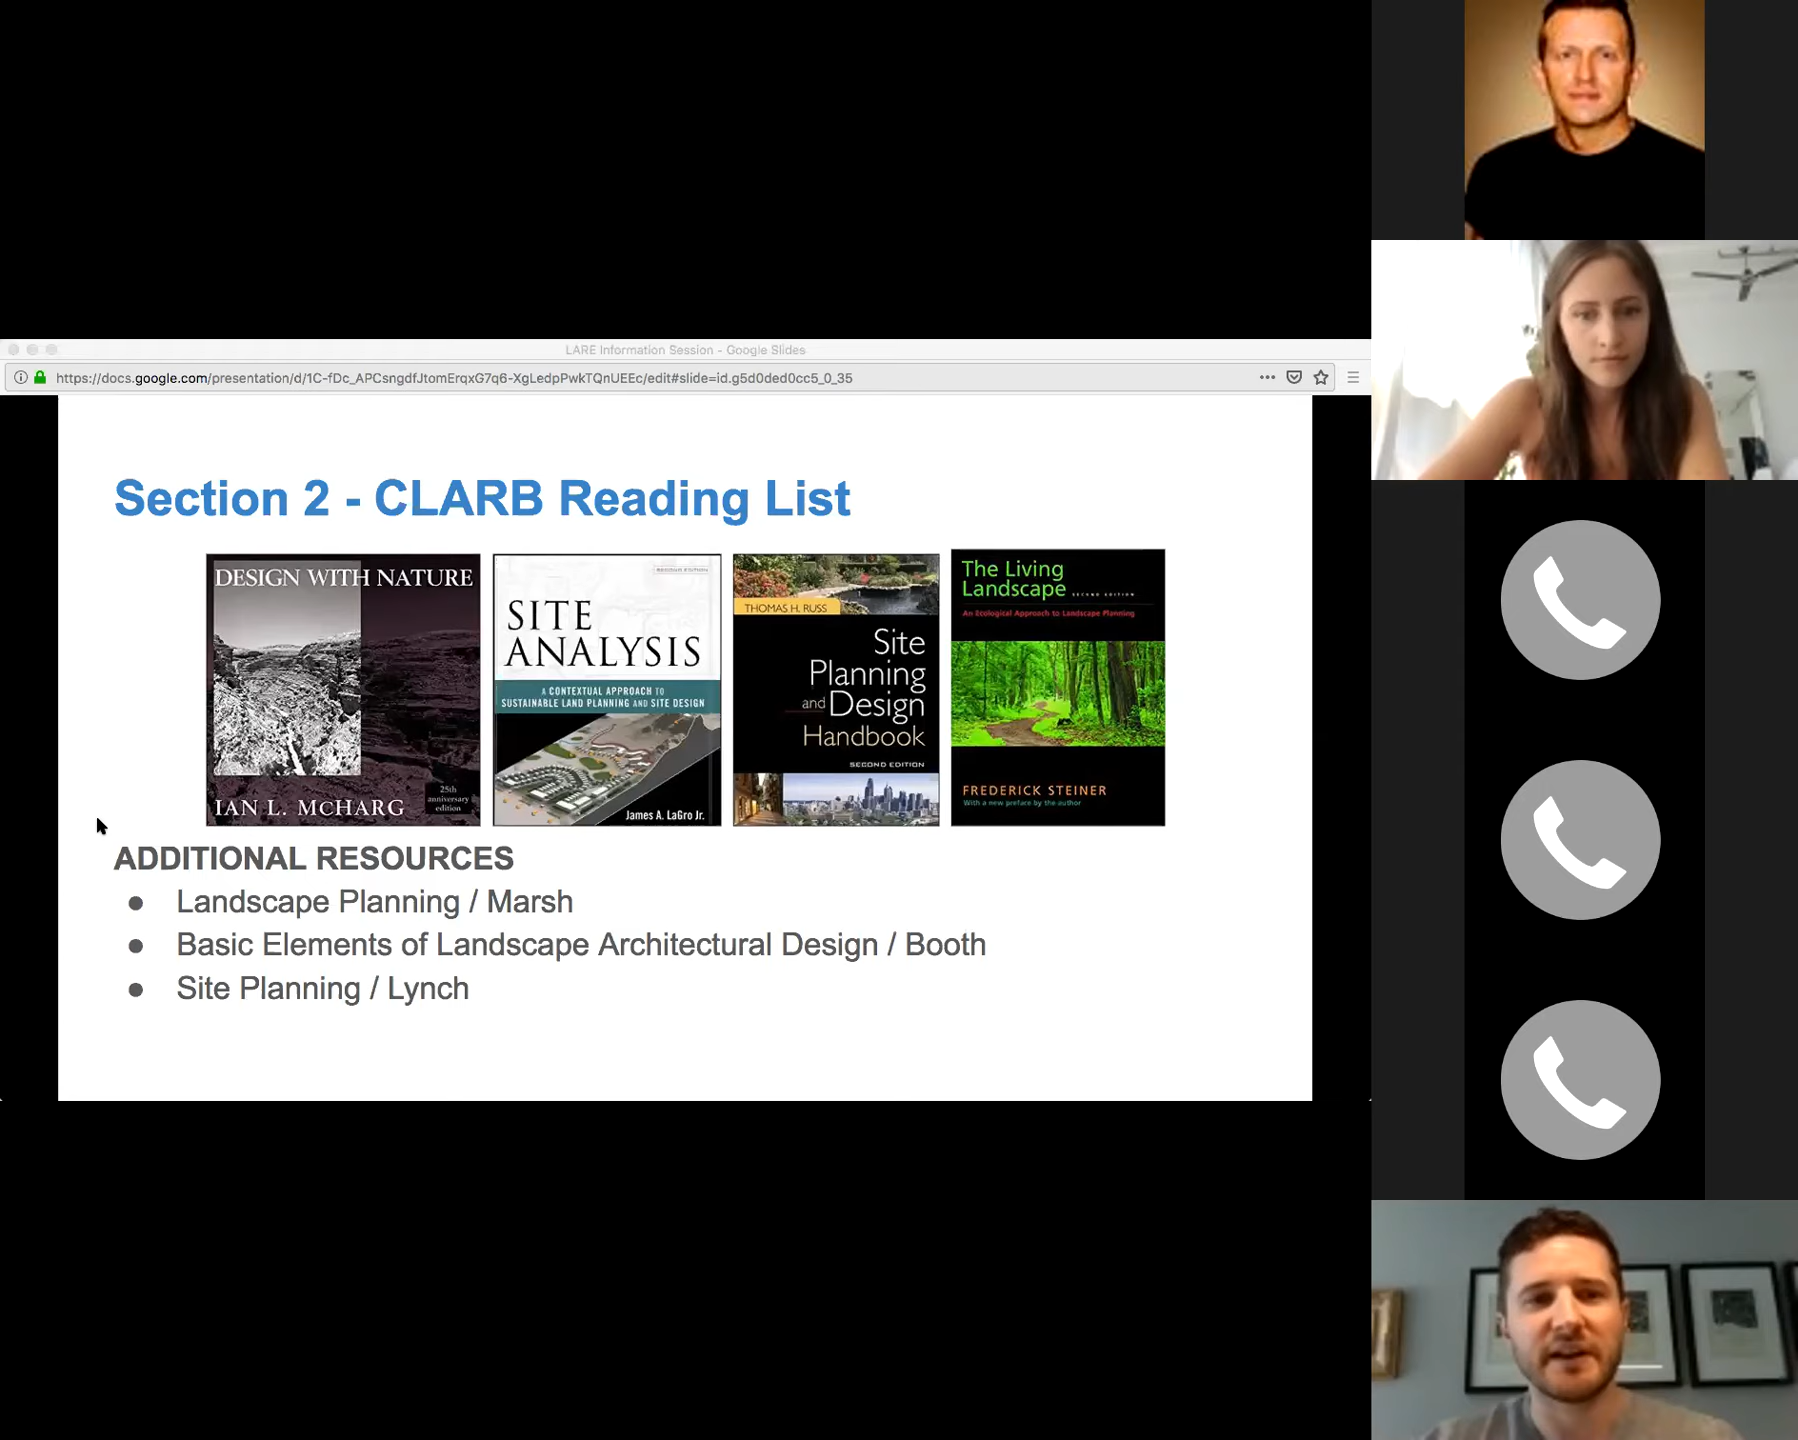 LARE Information Session - Google Slides
https://docs.google.com/presentation/d/1C-fDc_APCsngdfJtomErqxG7q6-XgLedpPwkTQnUEEc/edit#slide=id.g5d0ded0cc5_0_35
Section 2 - CLARB Reading List
DESIGN WITH NATURE
IAN L. McHARG
25th
anniversary
edition
SITE
ANALYSIS
A CONTEXTUAL APPROACH TO
SUSTAINABLE LAND PLANNING AND SITE DESIGN
James A. LaGro Jr.
THOMAS H. RUSS
Site
Planning
and Design
Handbook
SECOND EDITION
The Living
Landscape SECOND EDITION
An Ecological Approach to Landscape Planning
FREDERICK STEINER
With a new preface by the author
ADDITIONAL RESOURCES
● Landscape Planning / Marsh
● Basic Elements of Landscape Architectural Design / Booth
● Site Planning / Lynch